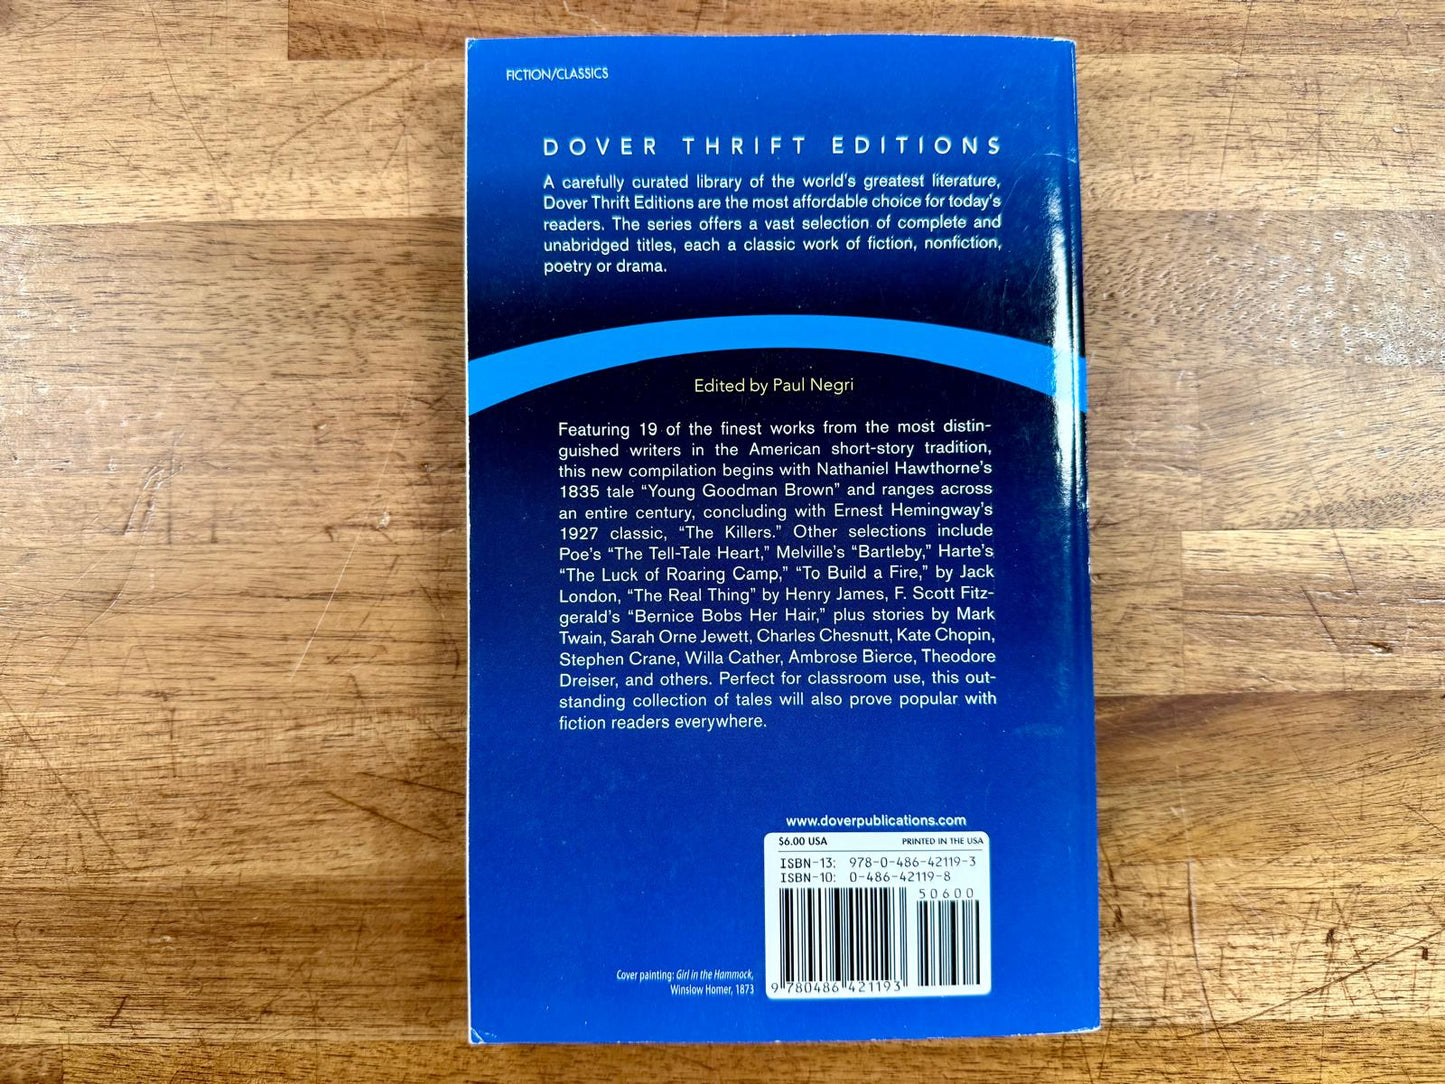 FICTION/CLASSICS
DOVER THRIFT EDITIONS
A carefully curated library of the world's greatest literature,
Dover Thrift Editions are the most affordable choice for today's
readers. The series offers a vast selection of complete and
unabridged titles, each a classic work of fiction, nonfiction,
poetry or drama.
Edited by Paul Negri
Featuring 19 of the finest works from the most distin-
guished writers in the American short-story tradition,
this new compilation begins with Nathaniel Hawthorne's
1835 tale “Young Goodman Brown” and ranges across
an entire century, concluding with Ernest Hemingway's
1927 classic, “The Killers.” Other selections include
Poe's “The Tell-Tale Heart,” Melville's “Bartleby,” Harte's
“The Luck of Roaring Camp,” “To Build a Fire,” by Jack
London, “The Real Thing” by Henry James, F. Scott Fitz-
gerald's “Bernice Bobs Her Hair,” plus stories by Mark
Twain, Sarah Orne Jewett, Charles Chesnutt, Kate Chopin,
Stephen Crane, Willa Cather, Ambrose Bierce, Theodore
Dreiser, and others. Perfect for classroom use, this out-
standing collection of tales will also prove popular with
fiction readers everywhere.
www.doverpublications.com
$6.00 USA PRINTED IN THE USA
ISBN-13: 978-0-486-42119-3
ISBN-10: 0-486-42119-8
50600
9 780486 421193
Cover painting: Girl in the Hammock,
Winslow Homer, 1873